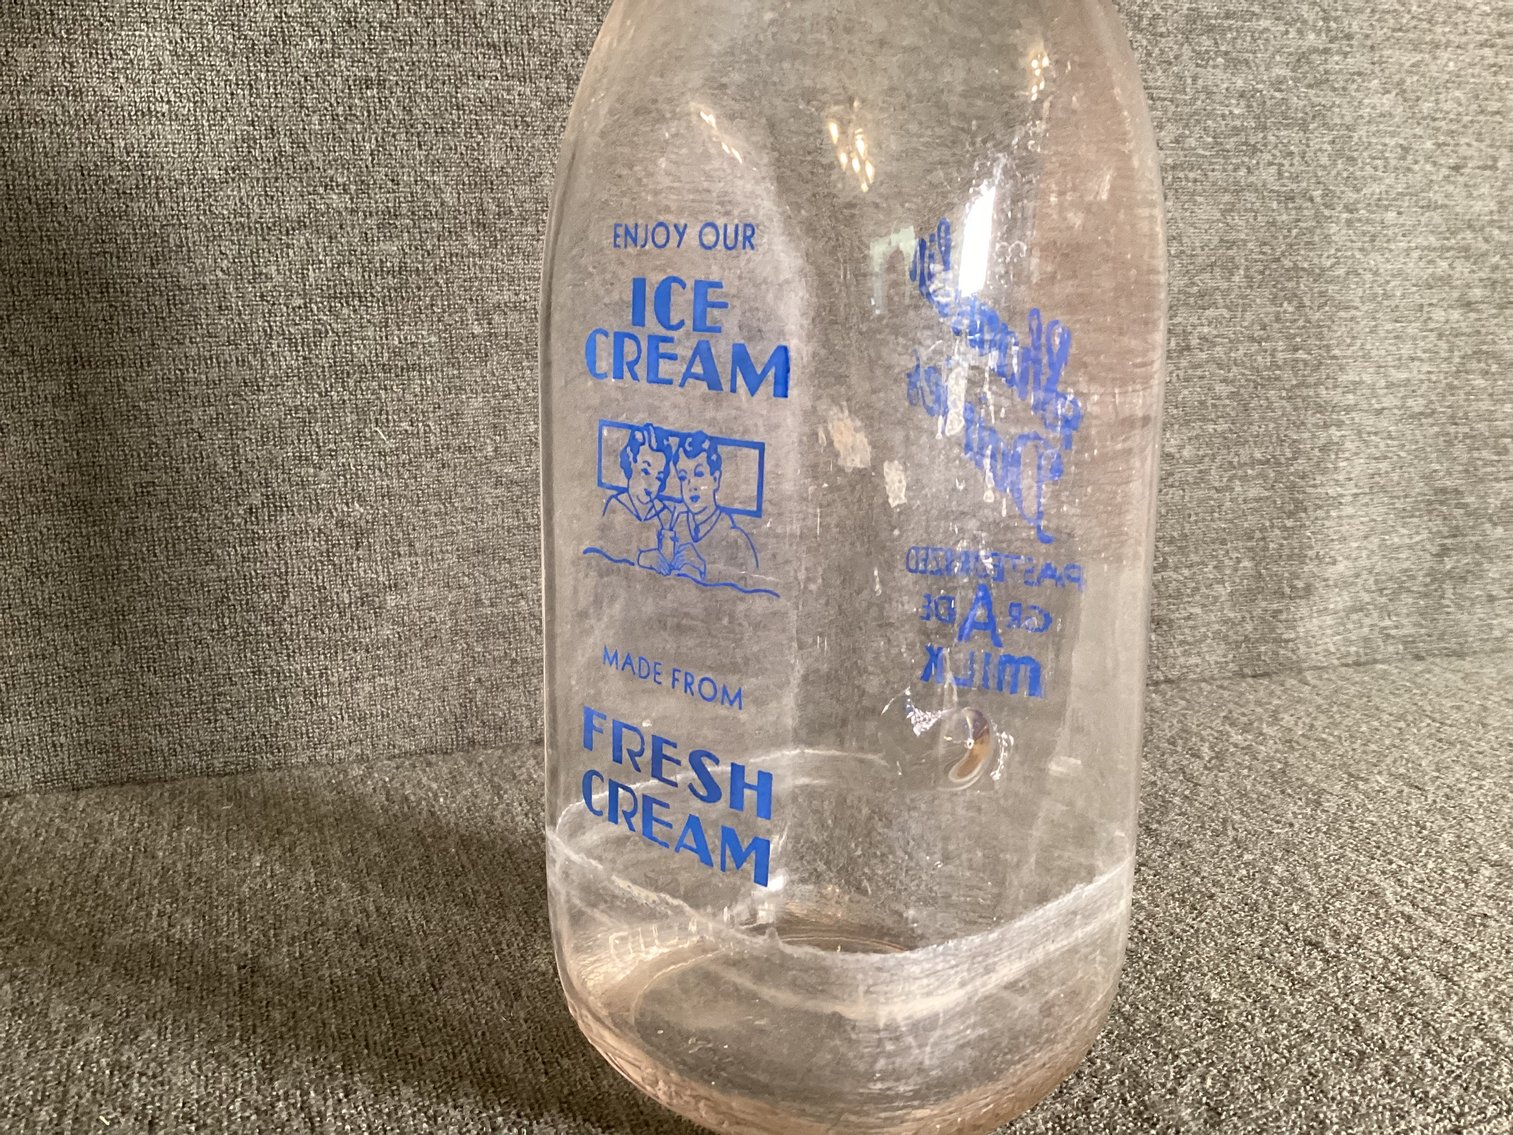 ENJOY OUR
ICE
CREAM
MADE FROM
FRESH
CREAM
PASTEURIZED
GRADE
A
MILK